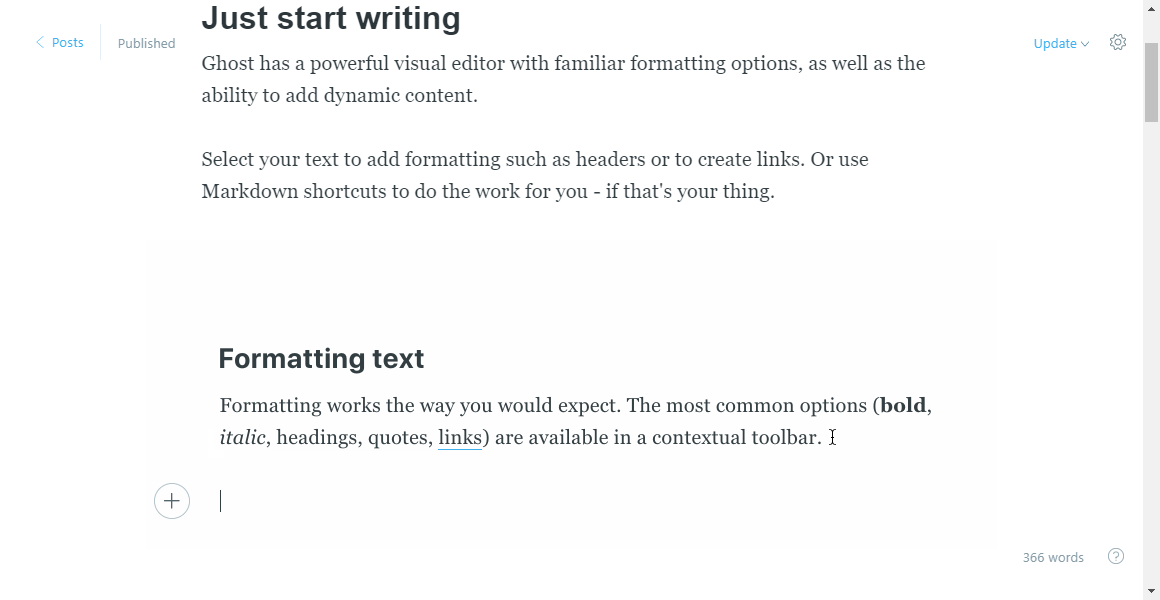 Just start writing
Posts
Published
Update
Ghost has a powerful visual editor with familiar formatting options, as well as the
ability to add dynamic content.
Select your text to add formatting such as headers or to create links. Or use
Markdown shortcuts to do the work for you - if that's your thing.
Formatting text
Formatting works the way you would expect. The most common options (bold,
italic, headings, quotes, links) are available in a contextual toolbar.
366 words
?